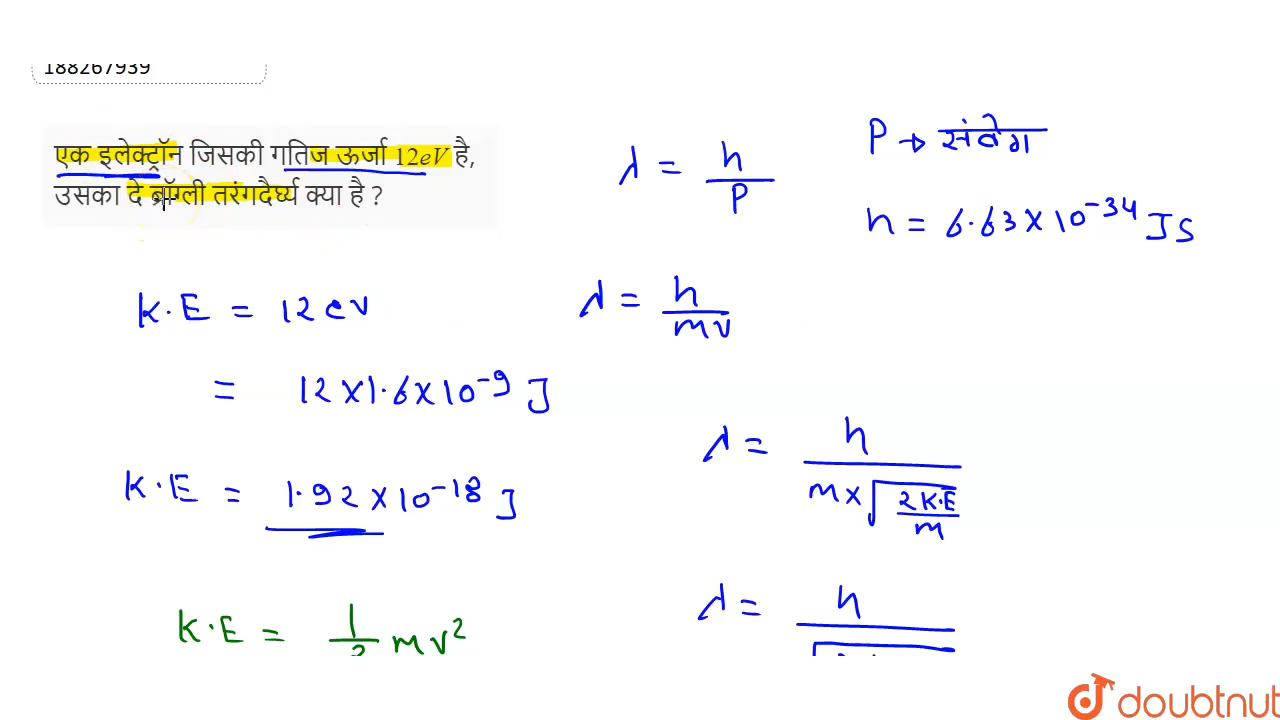 188267939
एक इलेक्ट्रॉन जिसकी गतिज ऊर्जा 12eV है,
उसका दे ब्रॉग्ली तरंगदैर्घ्य क्या है ?
λ = h/P
P → संवेग
h = 6.63 × 10^-34 JS
K.E = 12 eV
λ = h/mv
= 12 × 1.6 × 10^-9 J
λ = h/(m × √(2K.E/m))
K.E = 1.92 × 10^-18 J
λ = h
K.E = 1/2 mv²
doubtnut